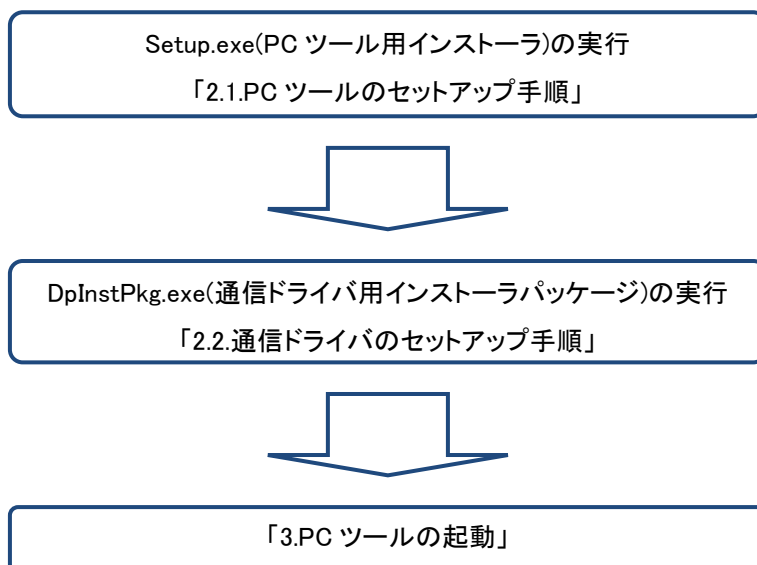 Setup.exe(PC ツール用インストーラ)の実行
「2.1.PC ツールのセットアップ手順」
DpInstPkg.exe(通信ドライバ用インストーラパッケージ)の実行
「2.2.通信ドライバのセットアップ手順」
「3.PC ツールの起動」